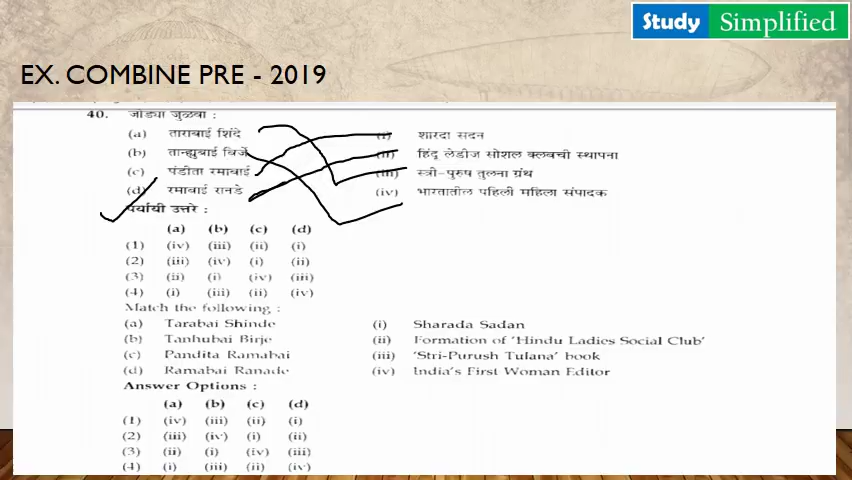 Study Simplified
EX. COMBINE PRE - 2019
40. जोड्या जुळवा :
(a) ताराबाई शिंदे (i) शारदा सदन
(b) तान्हुबाई बिर्जे (ii) हिंदू लेडीज सोशल क्लबची स्थापना
(c) पंडीता रमाबाई (iii) स्त्री-पुरुष तुलना ग्रंथ
(d) रमाबाई रानडे (iv) भारतातील पहिली महिला संपादक
पर्यायी उत्तरे :
(a) (b) (c) (d)
(1) (iv) (iii) (ii) (i)
(2) (iii) (iv) (i) (ii)
(3) (ii) (i) (iv) (iii)
(4) (i) (iii) (ii) (iv)
Match the following :
(a) Tarabai Shinde (i) Sharada Sadan
(b) Tanhubai Birje (ii) Formation of 'Hindu Ladies Social Club'
(c) Pandita Ramabai (iii) 'Stri-Purush Tulana' book
(d) Ramabai Ranade (iv) India's First Woman Editor
Answer Options :
(a) (b) (c) (d)
(1) (iv) (iii) (ii) (i)
(2) (iii) (iv) (i) (ii)
(3) (ii) (i) (iv) (iii)
(4) (i) (iii) (ii) (iv)